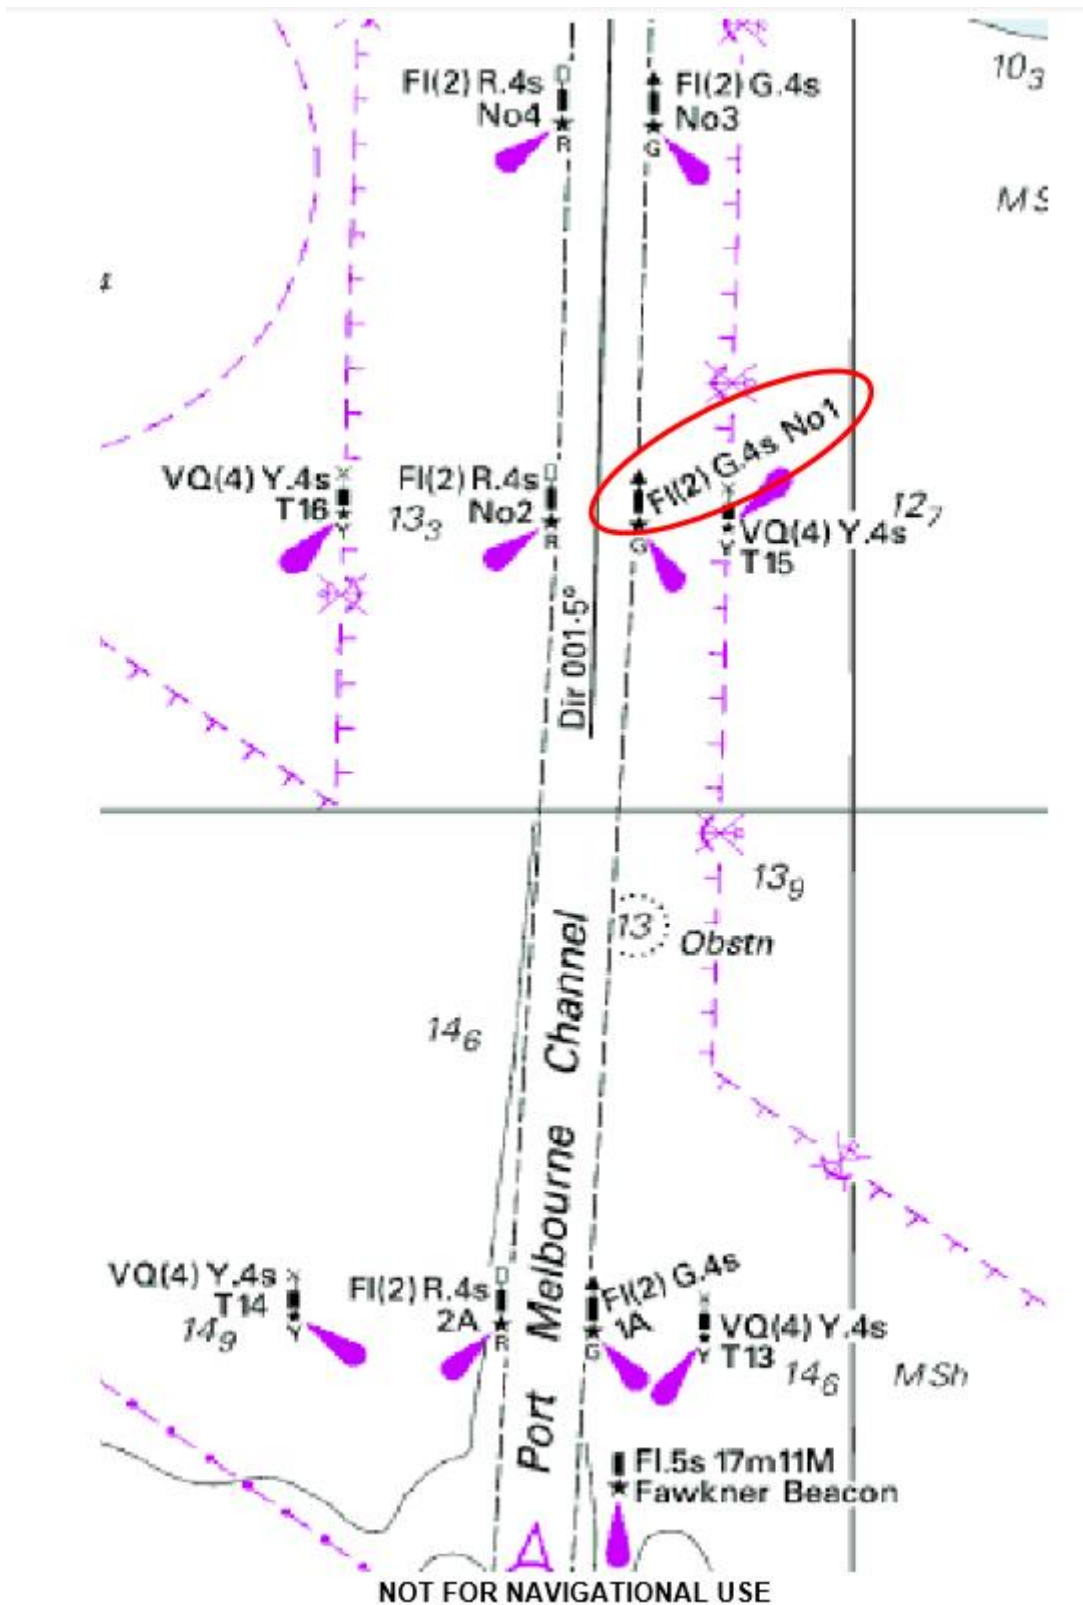 10₃
Fl(2) R.4s
No4
R
Fl(2) G.4s
No3
G
MS
Fl(2) G.4s No1
G
VQ(4) Y.4s
T16
Y
13₃
Fl(2) R.4s
No2
R
12₇
VQ(4) Y.4s
T15
Y
Dir 001·5°
13₉
13
Obstn
14₆
Port Melbourne Channel
VQ(4) Y.4s
T14
Y
14₉
Fl(2) R.4s
2A
R
Fl(2) G.4s
1A
G
VQ(4) Y.4s
T13
Y
14₆
MSh
Fl.5s 17m11M
Fawkner Beacon
NOT FOR NAVIGATIONAL USE